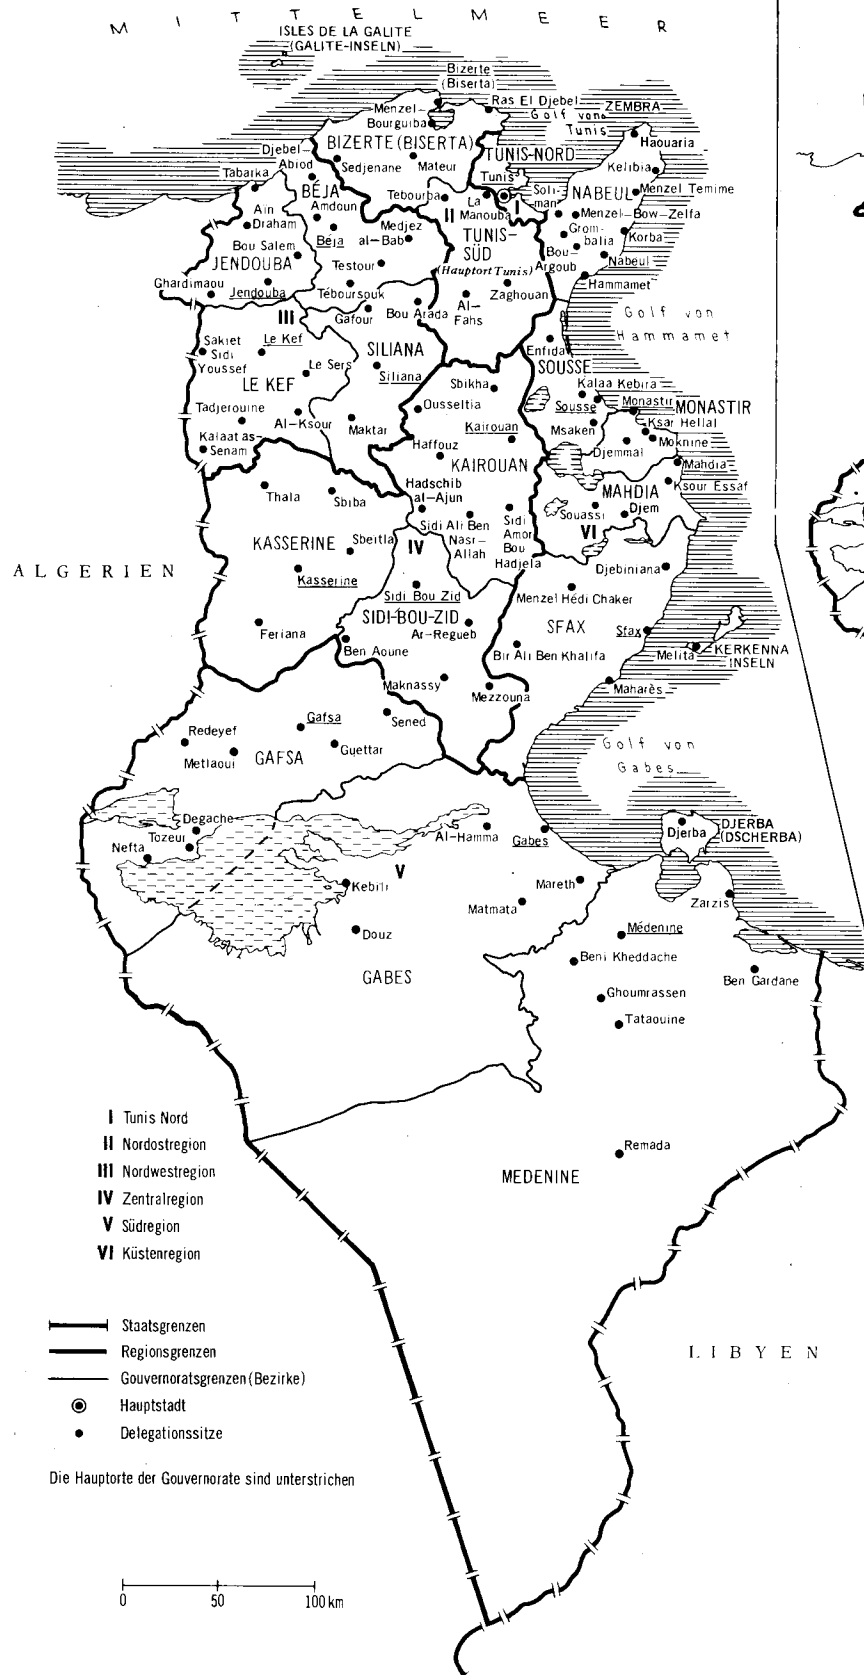 M I T T E L M E E R
ISLES DE LA GALITE
(GALITE-INSELN)
Bizerte
(Biserta)
Menzel-
Bourguiba
Ras El Djebel
ZEMBRA
Golf von
Tunis
Haouaria
BIZERTE (BISERTA)
Djebel-
Abiod
Sedjenane
Mateur
TUNIS-NORD
Kelibia
Tabarka
BÉJA
Tunis
Soli-
man
NABEUL
Menzel Temime
Tebourba
La
Manouba
I
II
Amdoun
Aïn
Draham
Béja
Medjez
al-Bab
TUNIS-
SÜD
(Hauptort Tunis)
Menzel-Bow-Zelfa
Grom-
balia
Korba
Bou Salem
JENDOUBA
Testour
Bou-
Argoub
Nabeul
Ghardimaou
Jendouba
Téboursouk
Zaghouan
Hammamet
III
Gafour
Bou Arada
Al-
Fahs
Golf von
Hammamet
Sakiet
Sidi
Youssef
Le Kef
SILIANA
Enfida
Le Sers
SOUSSE
LE KEF
Siliana
Sbikha
Kalaa Kebira
Tadjerouine
Al-Ksour
Maktar
Ousseltia
Sousse
Monastir
MONASTIR
Kairouan
Msaken
Ksar Hellal
Moknine
Kalaat as-
Senam
Haffouz
KAIROUAN
Djemmal
Mahdia
Thala
Sbiba
Hadschib
al-Ajun
MAHDIA
Ksour Essaf
Souassi
Djem
Sidi Ali Ben
Nasr-
Allah
Sidi
Amor
Bou
Hadjela
VI
KASSERINE
Sbeitla
IV
ALGERIEN
Kasserine
Sidi Bou Zid
Djebiniana
Menzel Hédi Chaker
SIDI-BOU-ZID
SFAX
Feriana
Ar-Regueb
Sfax
Ben Aoune
Bir Ali Ben Khalifa
Melita
KERKENNA
INSELN
Maknassy
Mezzouna
Maharès
Redeyef
Gafsa
Sened
Metlaoui
GAFSA
Guettar
Golf von
Gabes
Degache
Tozeur
Nefta
Al-Hamma
Gabes
Djerba
DJERBA
(DSCHERBA)
V
Kebili
Mareth
Zarzis
Matmata
Douz
Médenine
Beni Kheddache
GABES
Ben Gardane
Ghoumrassen
Tataouine
I Tunis Nord
II Nordostregion
III Nordwestregion
IV Zentralregion
V Südregion
VI Küstenregion
Remada
MEDENINE
Staatsgrenzen
Regionsgrenzen
Gouvernoratsgrenzen (Bezirke)
Hauptstadt
Delegationssitze
LIBYEN
Die Hauptorte der Gouvernorate sind unterstrichen
0 50 100 km